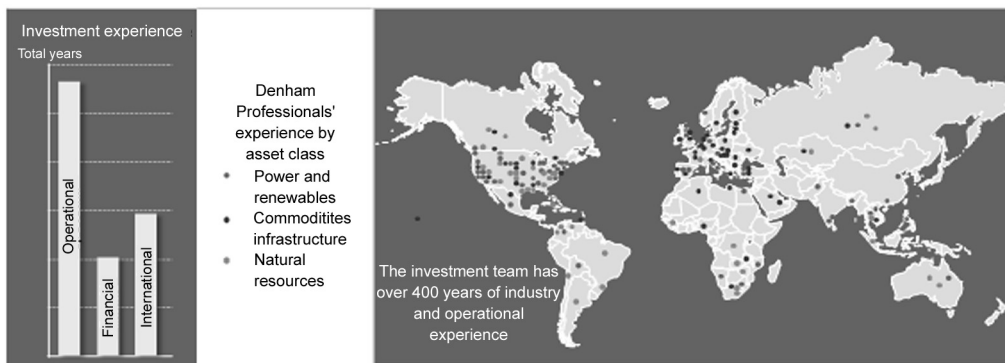 Investment experience
Total years
Operational
Financial
International
Denham
Professionals'
experience by
asset class
Power and
renewables
Commoditites
infrastructure
Natural
resources
The investment team has
over 400 years of industry
and operational
experience